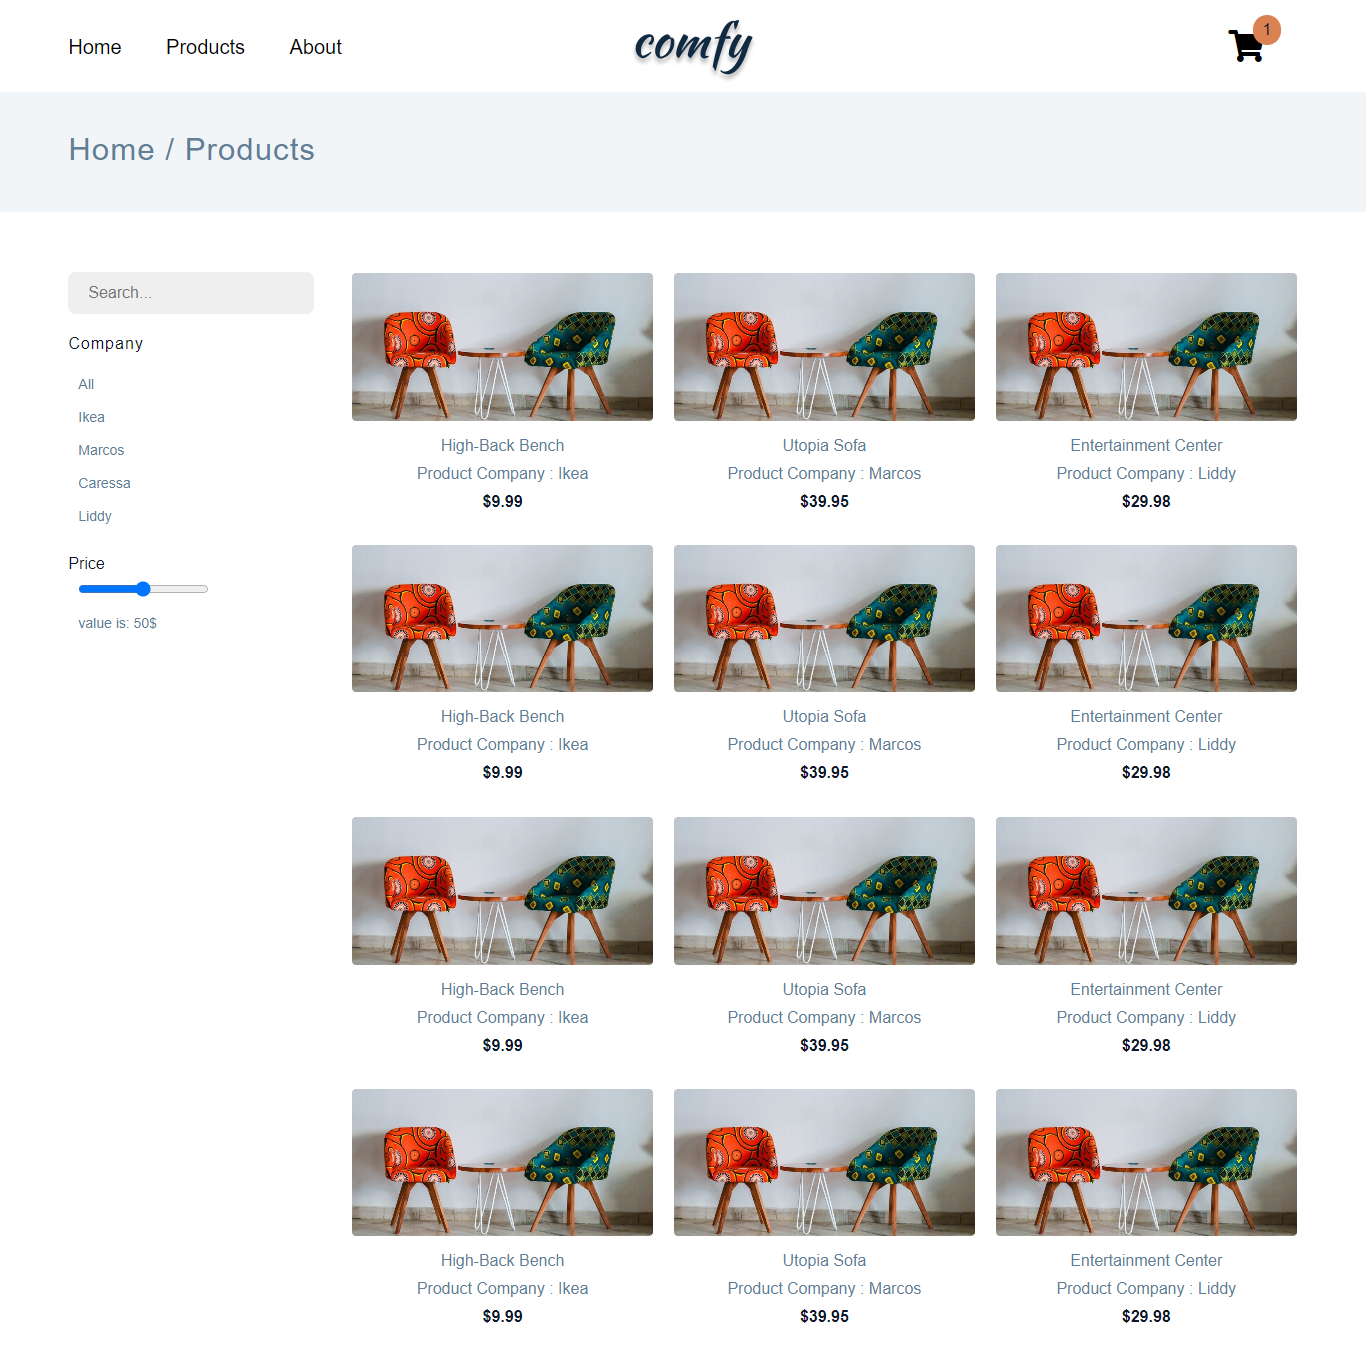 Home Products About comfy 1
Home / Products
Search...
Company
All
Ikea
Marcos
Caressa
Liddy
Price
value is: 50$
High-Back Bench Utopia Sofa Entertainment Center
Product Company : Ikea Product Company : Marcos Product Company : Liddy
$9.99 $39.95 $29.98
High-Back Bench Utopia Sofa Entertainment Center
Product Company : Ikea Product Company : Marcos Product Company : Liddy
$9.99 $39.95 $29.98
High-Back Bench Utopia Sofa Entertainment Center
Product Company : Ikea Product Company : Marcos Product Company : Liddy
$9.99 $39.95 $29.98
High-Back Bench Utopia Sofa Entertainment Center
Product Company : Ikea Product Company : Marcos Product Company : Liddy
$9.99 $39.95 $29.98